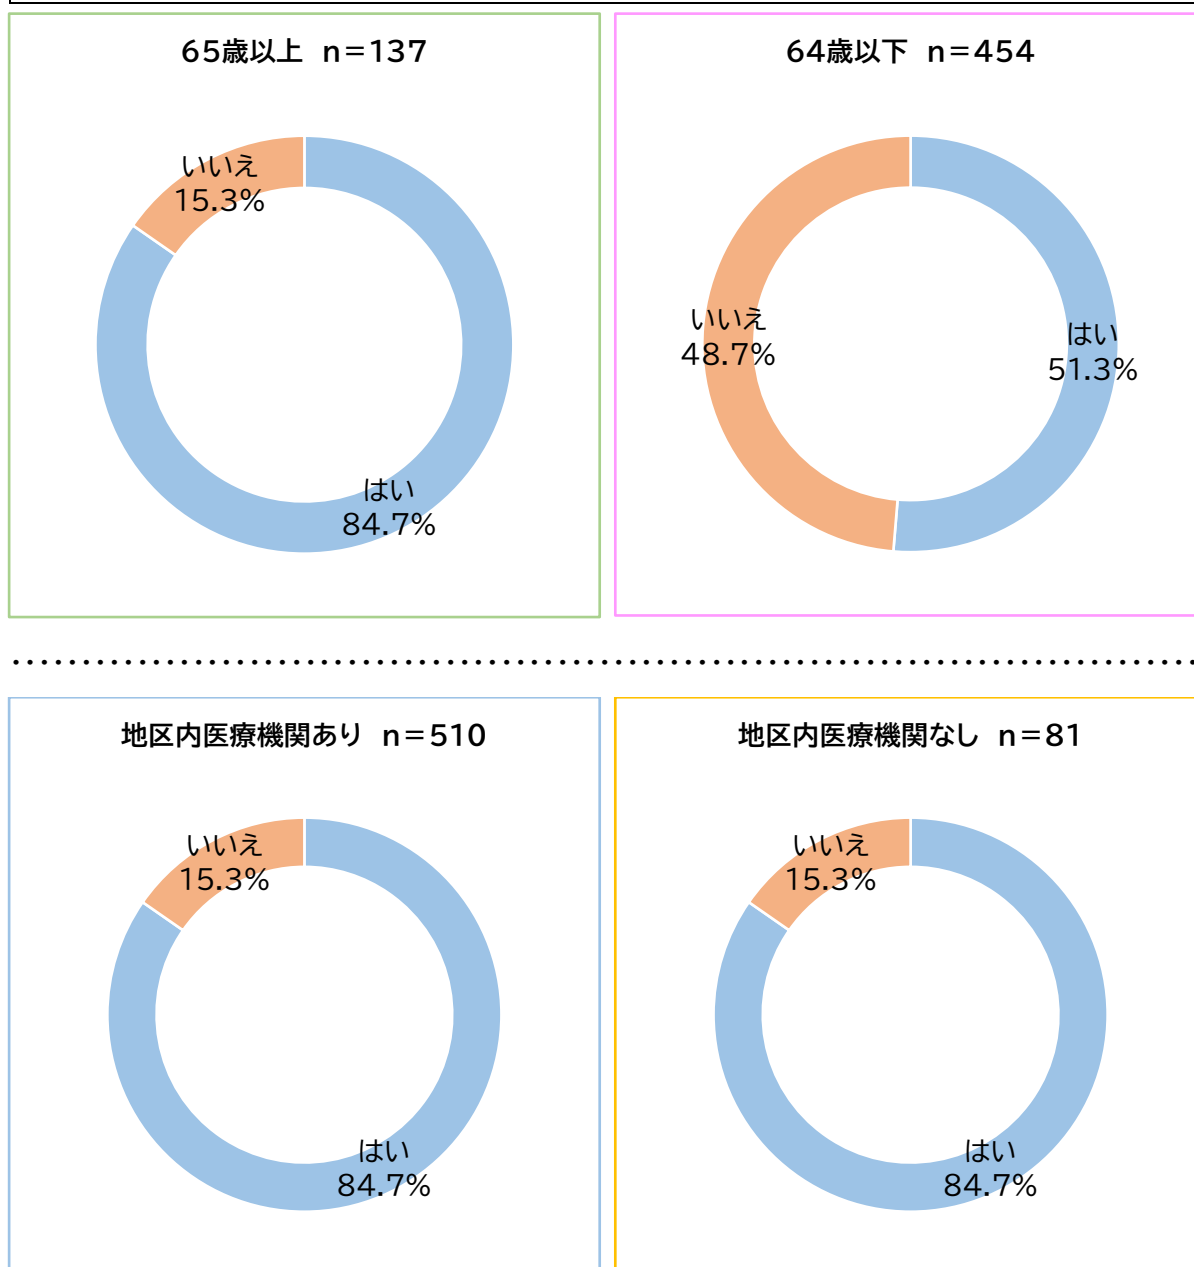 65歳以上 n=137
いいえ
15.3%
はい
84.7%
64歳以下 n=454
いいえ
48.7%
はい
51.3%
地区内医療機関あり n=510
いいえ
15.3%
はい
84.7%
地区内医療機関なし n=81
いいえ
15.3%
はい
84.7%